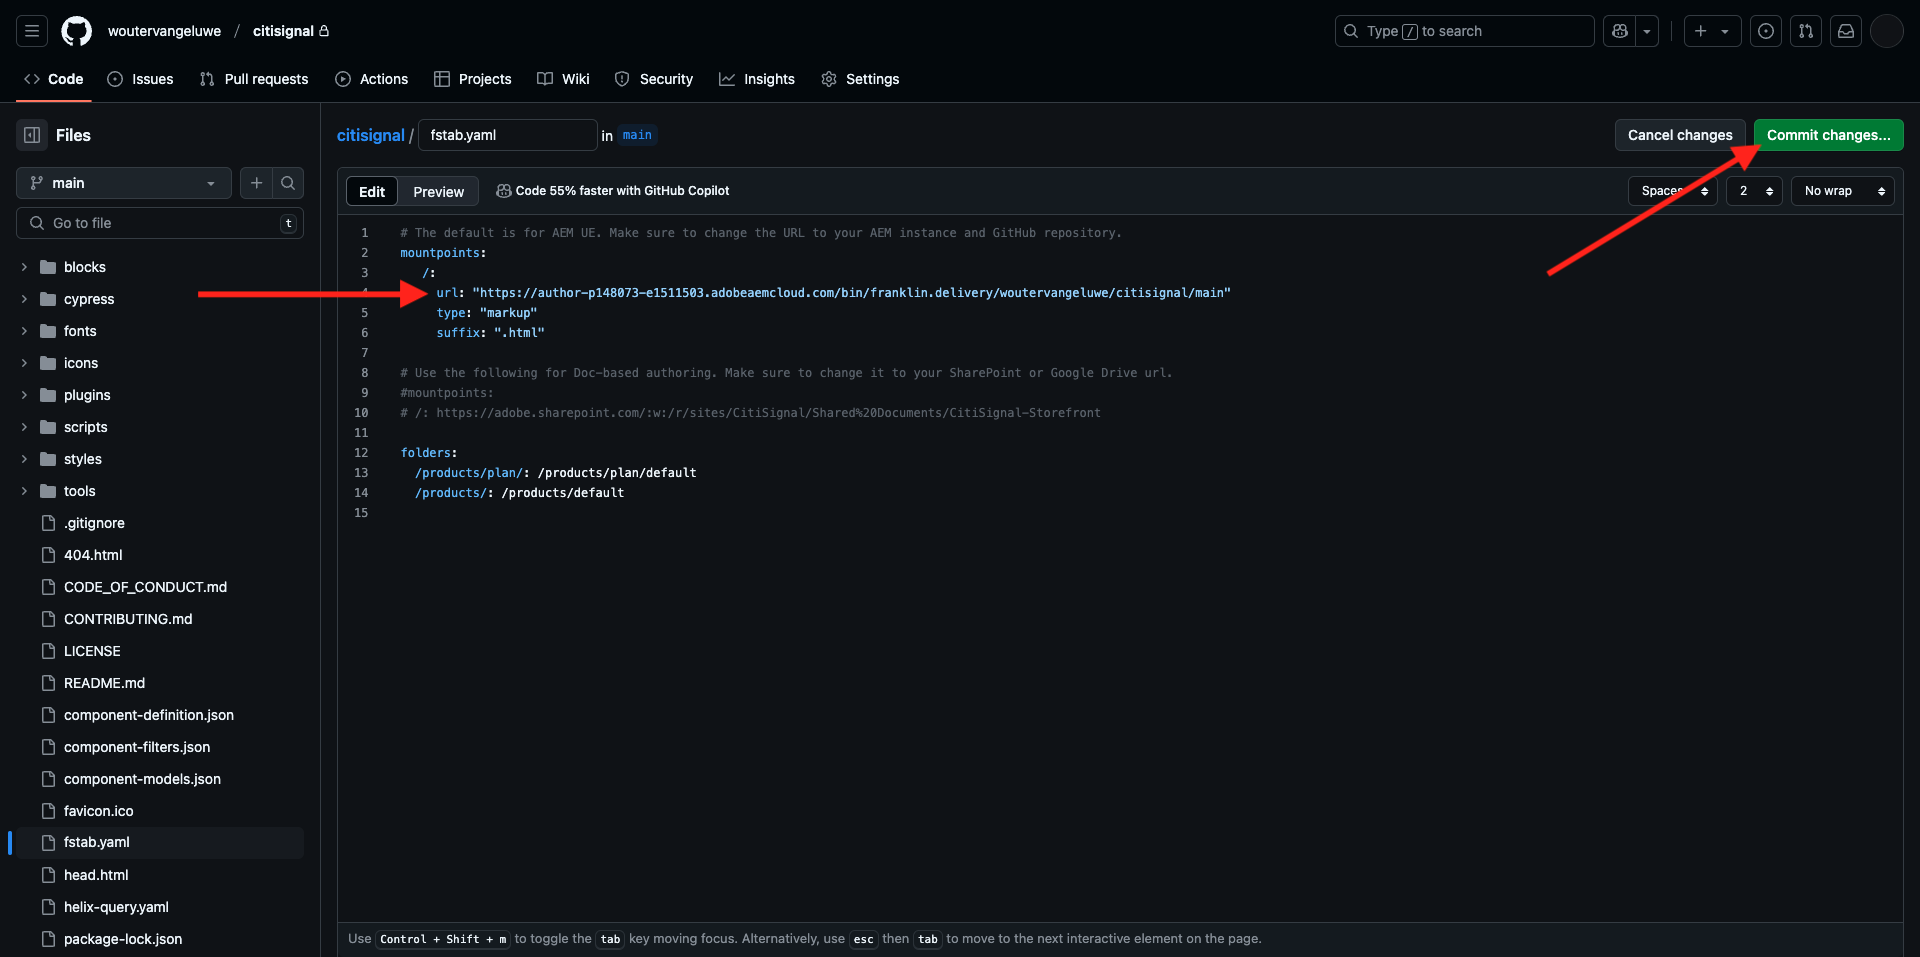 woutervangeluwe / citisignal
Type / to search
Code
Issues
Pull requests
Actions
Projects
Wiki
Security
Insights
Settings
Files
citisignal / fstab.yaml in main
Cancel changes
Commit changes...
main
Edit
Preview
Code 55% faster with GitHub Copilot
Spaces
2
No wrap
Go to file
t
blocks
cypress
fonts
icons
plugins
scripts
styles
tools
.gitignore
404.html
CODE_OF_CONDUCT.md
CONTRIBUTING.md
LICENSE
README.md
component-definition.json
component-filters.json
component-models.json
favicon.ico
fstab.yaml
head.html
helix-query.yaml
package-lock.json
1 # The default is for AEM UE. Make sure to change the URL to your AEM instance and GitHub repository.
2 mountpoints:
3 /:
4 url: "https://author-p148073-e1511503.adobeaemcloud.com/bin/franklin.delivery/woutervangeluwe/citisignal/main"
5 type: "markup"
6 suffix: ".html"
7
8 # Use the following for Doc-based authoring. Make sure to change it to your SharePoint or Google Drive url.
9 #mountpoints:
10 # /: https://adobe.sharepoint.com/:w:/r/sites/CitiSignal/Shared%20Documents/CitiSignal-Storefront
11
12 folders:
13 /products/plan/: /products/plan/default
14 /products/: /products/default
15
Use Control + Shift + m to toggle the tab key moving focus. Alternatively, use esc then tab to move to the next interactive element on the page.